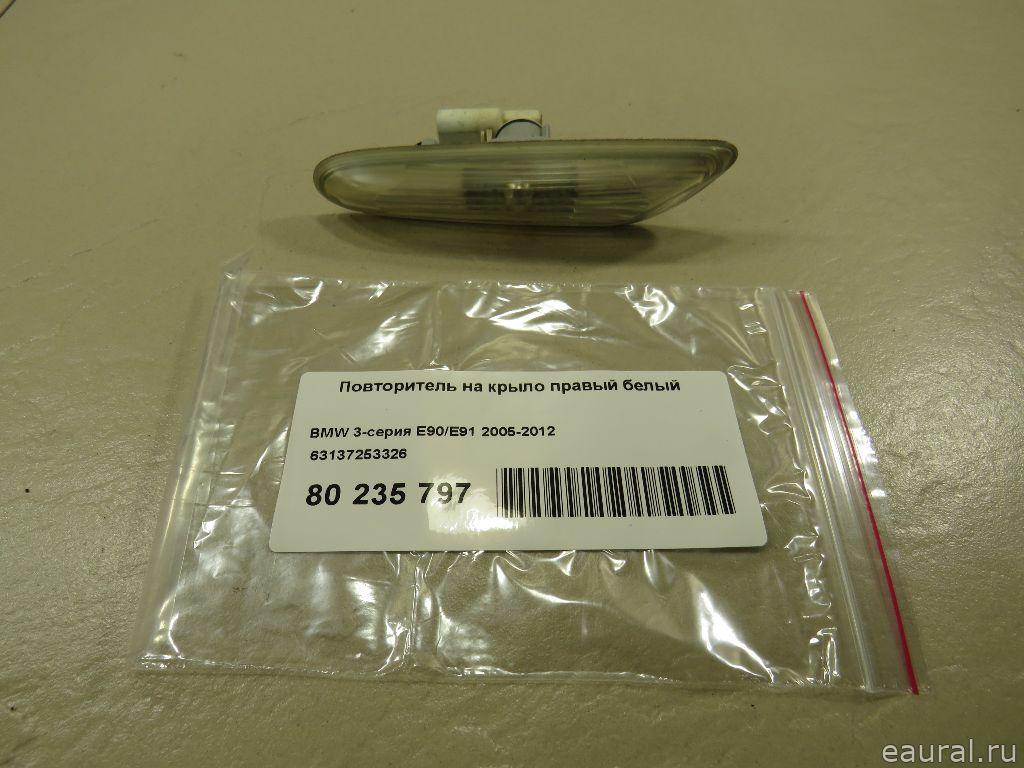 Повторитель на крыло правый белый
BMW 3-серия E90/E91 2005-2012
63137253326
80 235 797
eaural.ru